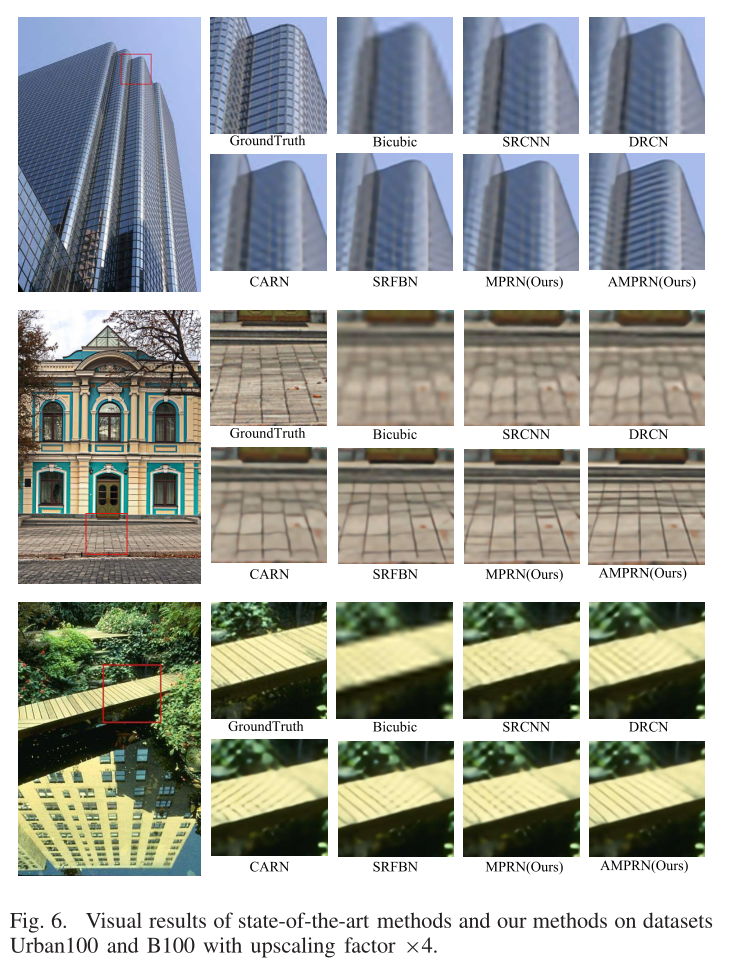 GroundTruth Bicubic SRCNN DRCN
CARN SRFBN MPRN(Ours) AMPRN(Ours)
GroundTruth Bicubic SRCNN DRCN
CARN SRFBN MPRN(Ours) AMPRN(Ours)
GroundTruth Bicubic SRCNN DRCN
CARN SRFBN MPRN(Ours) AMPRN(Ours)
Fig. 6. Visual results of state-of-the-art methods and our methods on datasets
Urban100 and B100 with upscaling factor ×4.